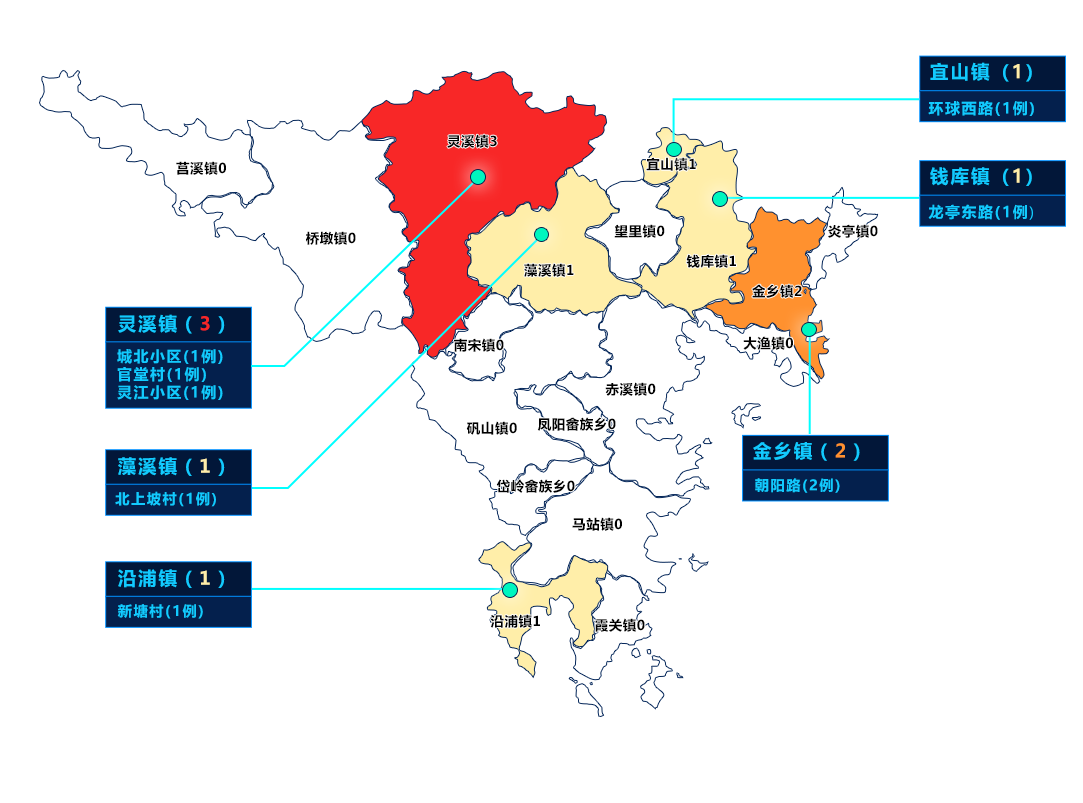 宜山镇（1）
环球西路(1例)
钱库镇（1）
龙亭东路(1例)
灵溪镇3
宜山镇1
莒溪镇0
桥墩镇0
望里镇0
炎亭镇0
钱库镇1
藻溪镇1
金乡镇2
大渔镇0
南宋镇0
灵溪镇（3）
城北小区(1例)
官堂村(1例)
灵江小区(1例)
赤溪镇0
矾山镇0
凤阳畲族乡0
金乡镇（2）
朝阳路(2例)
藻溪镇（1）
北上坡村(1例)
岱岭畲族乡0
马站镇0
沿浦镇（1）
新塘村(1例)
沿浦镇1
霞关镇0